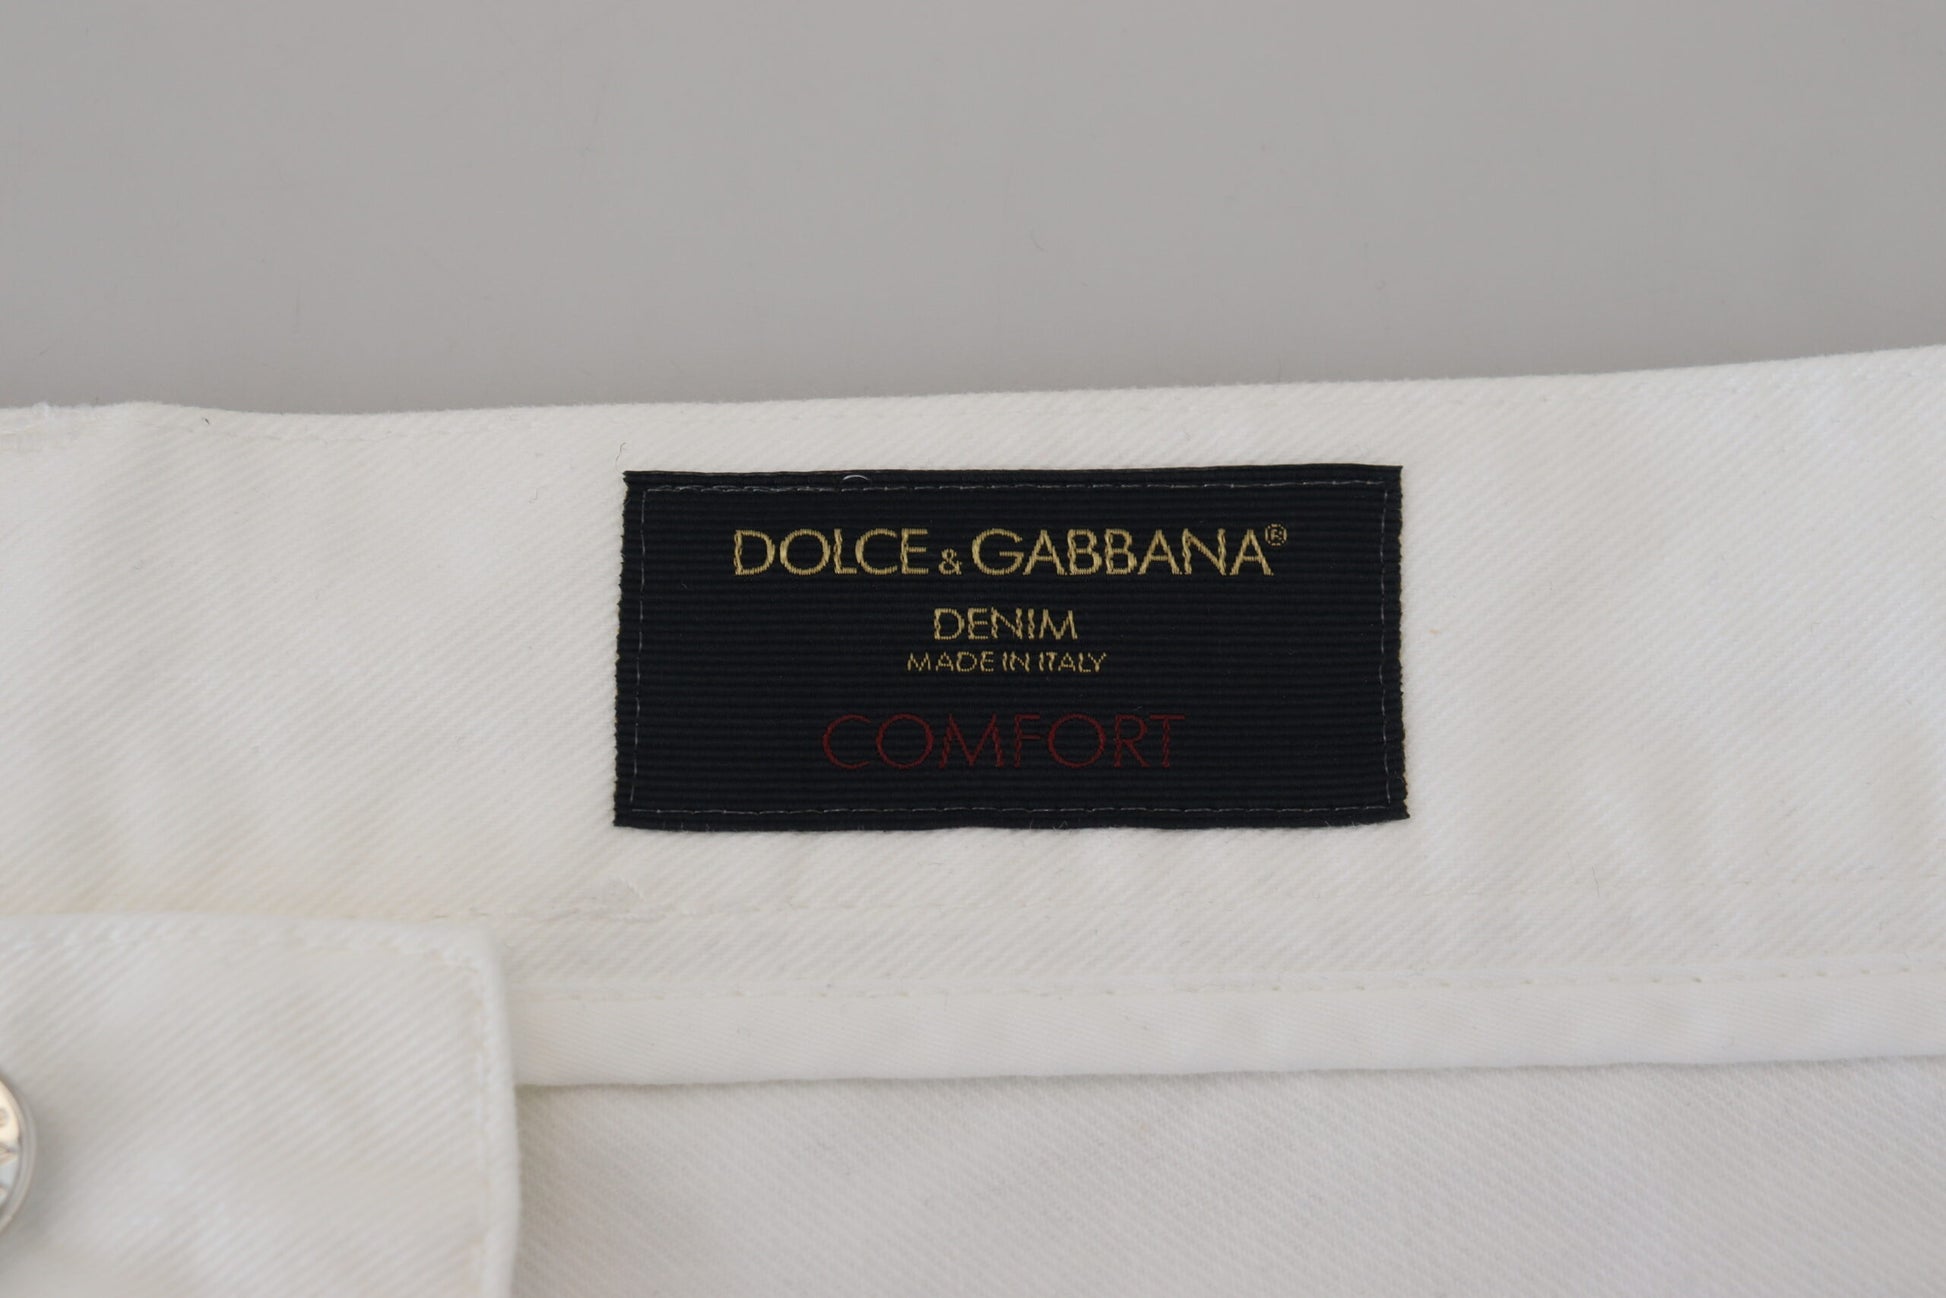 DOLCE & GABBANA®
DENIM
MADE IN ITALY
COMFORT